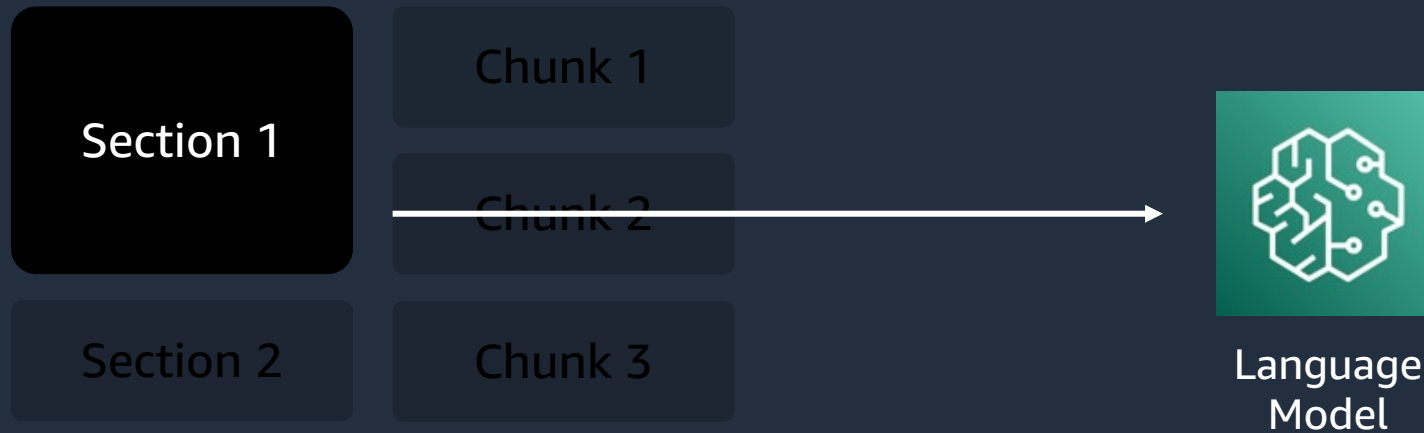 Section 1
Section 2
Chunk 1
Chunk 2
Chunk 3
Language
Model